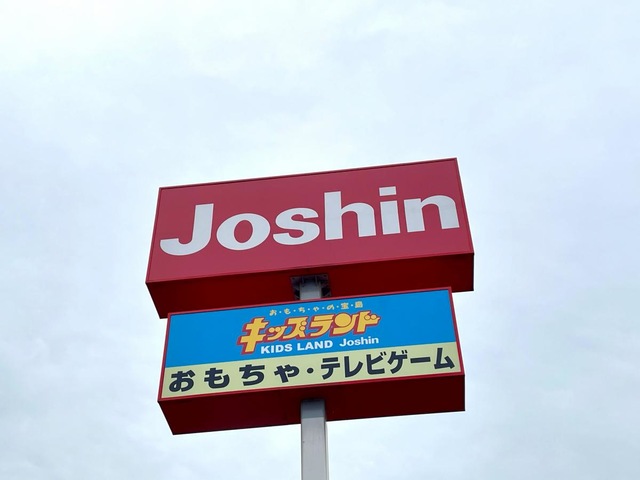 Joshin
お・も・ち・ゃ・の・宝・島
キッズランド
KIDS LAND Joshin
おもちゃ・テレビゲーム